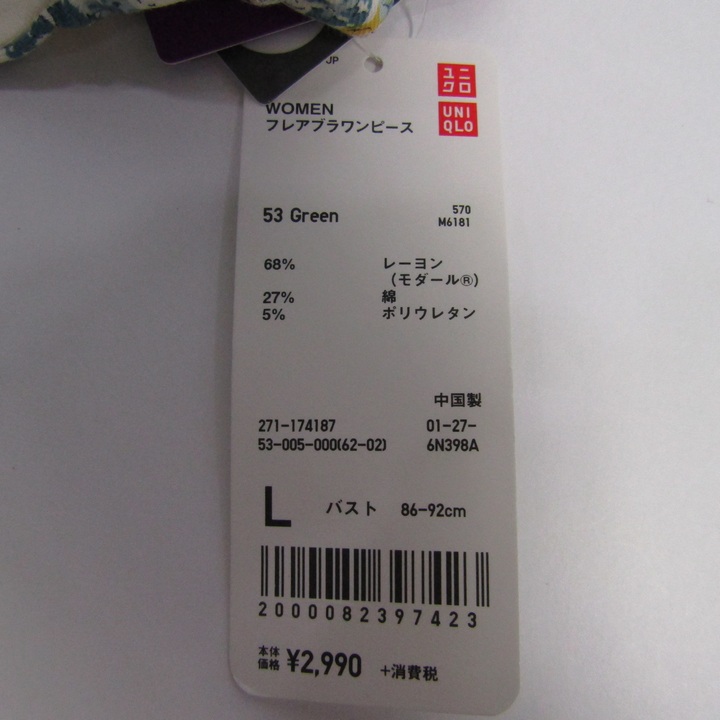 JP
ユニ
クロ
UNI
QLO
WOMEN
フレアブラワンピース
53 Green
570
M6181
68% レーヨン
(モダール®)
27% 綿
5% ポリウレタン
中国製
271-174187 01-27-
53-005-000(62-02) 6N398A
L バスト 86-92cm
2000082397423
本体
価格 ¥2,990 +消費税